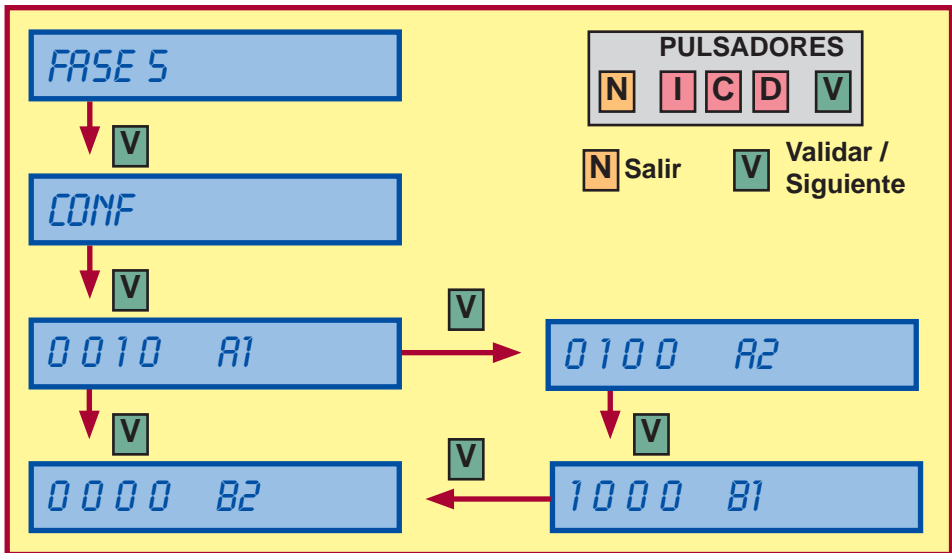 FASE 5
PULSADORES
N I C D V
V
N Salir
V Validar /
Siguiente
CONF
V
V
0010 A1
0100 A2
V
V
V
0000 B2
1000 B1